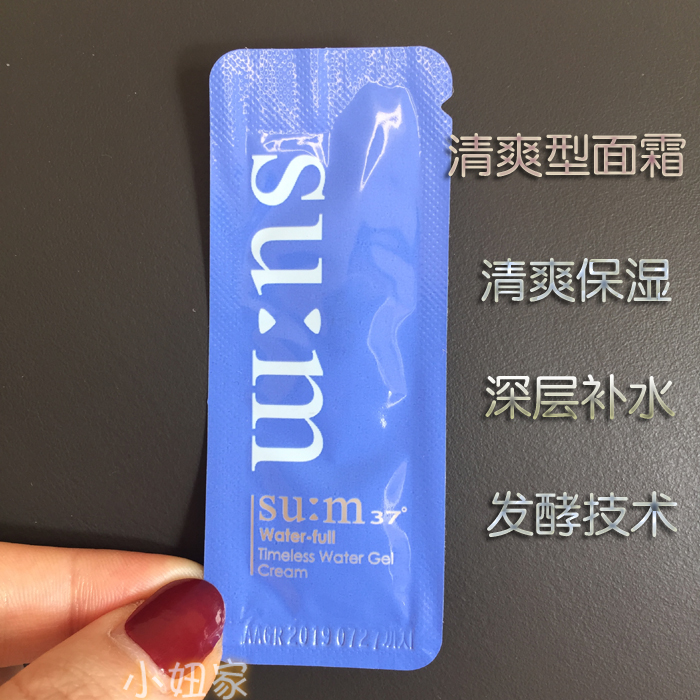 su:m
su:m37°
Water-full
Timeless Water Gel
Cream
清爽型面霜
清爽保湿
深层补水
发酵技术
小妞家